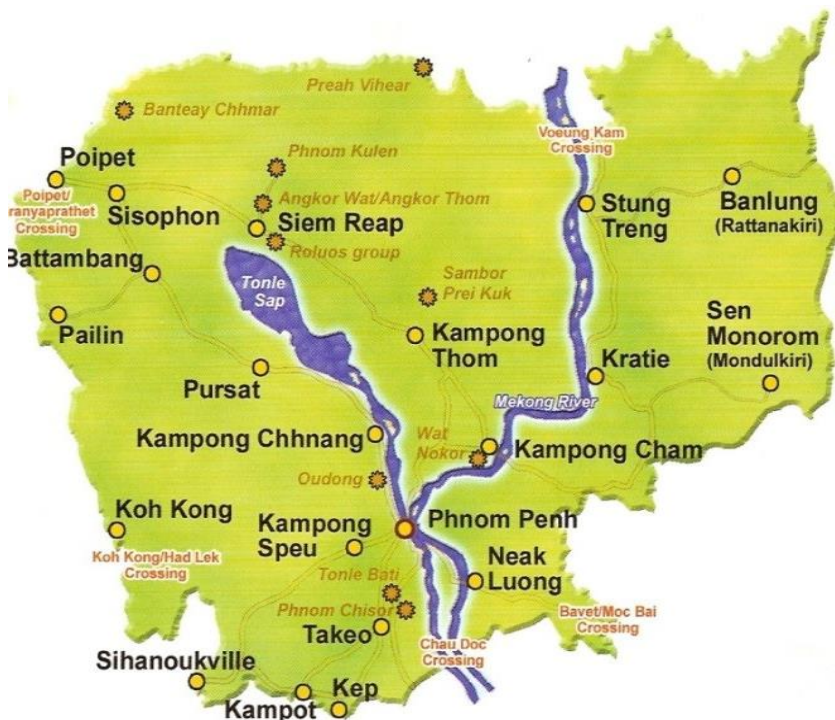 Preah Vihear
Banteay Chhmar
Voeung Kam
Crossing
Poipet
Phnom Kulen
Poipet/
ranyaprathet
Crossing
Sisophon
Angkor Wat/Angkor Thom
Siem Reap
Stung
Treng
Banlung
(Rattanakiri)
Roluos group
Battambang
Tonle
Sap
Sambor
Prei Kuk
Pailin
Kampong
Thom
Sen
Monorom
(Mondulkiri)
Kratie
Pursat
Mekong River
Kampong Chhnang
Wat
Nokor
Kampong Cham
Oudong
Koh Kong
Kampong
Speu
Phnom Penh
Koh Kong/Had Lek
Crossing
Neak
Luong
Tonle Bati
Phnom Chisor
Takeo
Bavet/Moc Bai
Crossing
Chau Doc
Crossing
Sihanoukville
Kep
Kampot